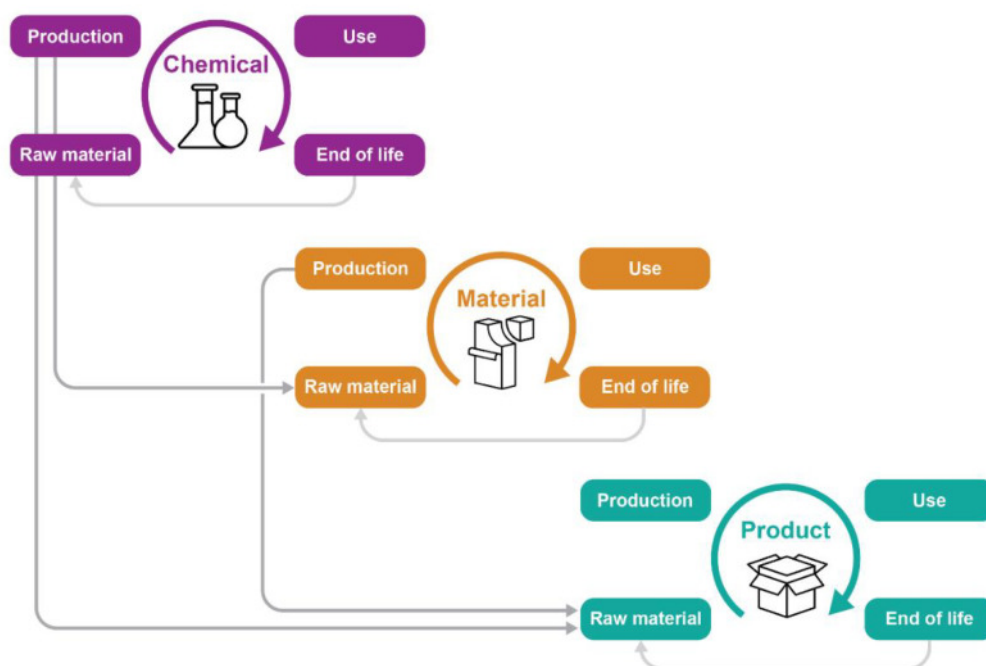 Production
Use
Chemical
Raw material
End of life
Production
Use
Material
Raw material
End of life
Production
Use
Product
Raw material
End of life